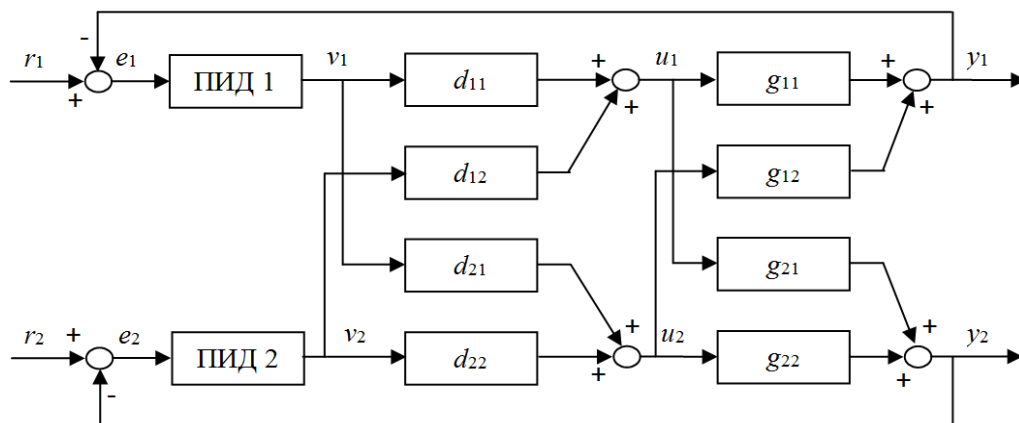 -
r1 e1 ПИД 1 v1 d11 + u1 g11 + y1
+ + +
d12 g12
d21 g21
r2 + e2 ПИД 2 v2 d22 + u2 g22 + y2
- + +